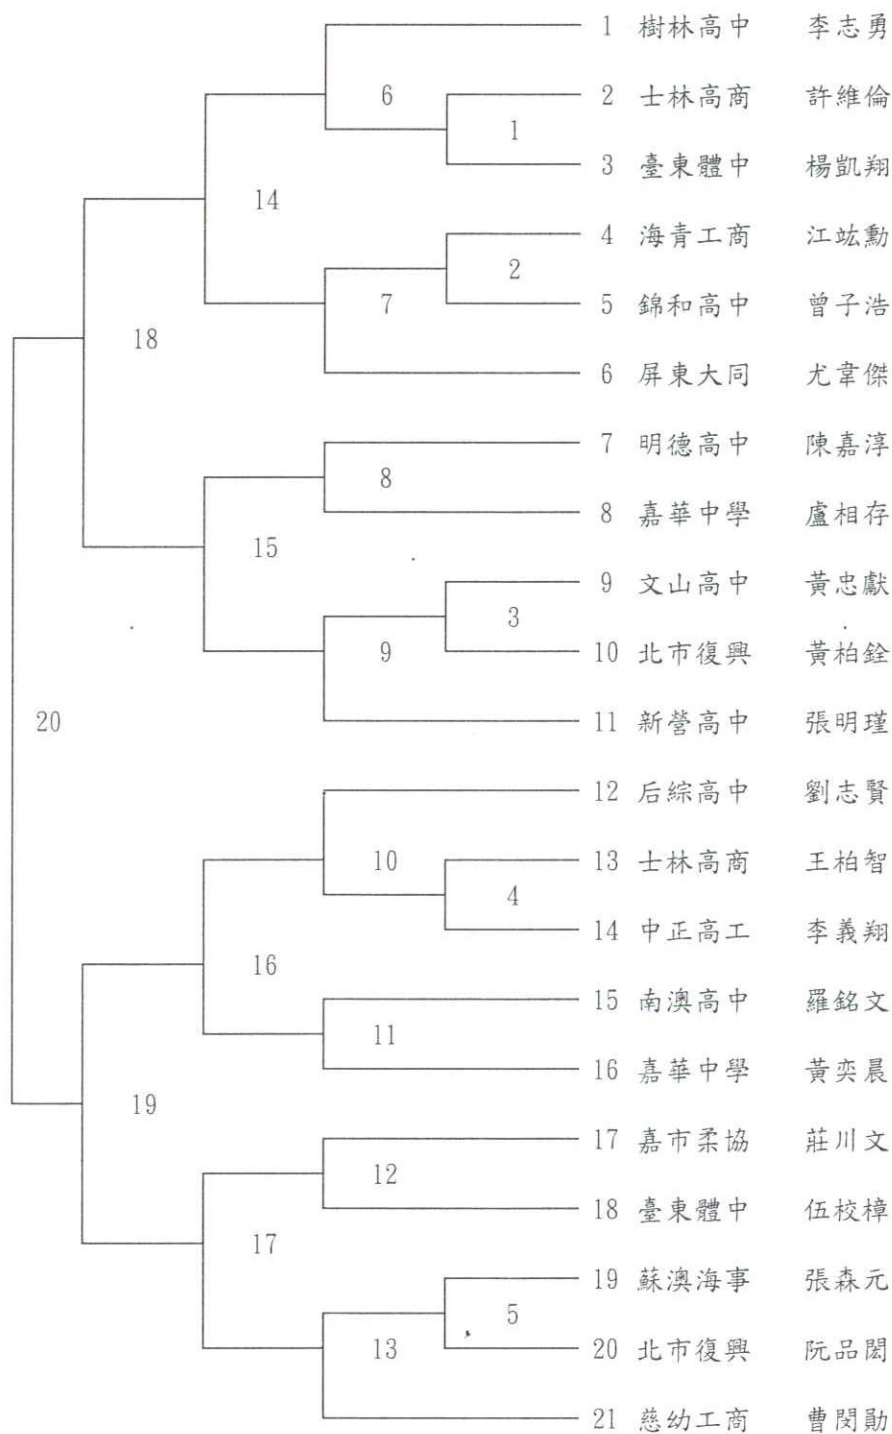 1 樹林高中 李志勇
6
2 士林高商 許維倫
1
3 臺東體中 楊凱翔
14
4 海青工商 江竑勳
2
7
5 錦和高中 曾子浩
18
6 屏東大同 尤韋傑
7 明德高中 陳嘉淳
8
8 嘉華中學 盧相存
15
9 文山高中 黃忠獻
3
9
10 北市復興 黃柏銓
20
11 新營高中 張明瑾
12 后綜高中 劉志賢
10
13 士林高商 王柏智
4
14 中正高工 李義翔
16
15 南澳高中 羅銘文
11
16 嘉華中學 黃奕晨
19
17 嘉市柔協 莊川文
12
18 臺東體中 伍校樟
17
19 蘇澳海事 張森元
5
13
20 北市復興 阮品閎
21 慈幼工商 曹閔勛